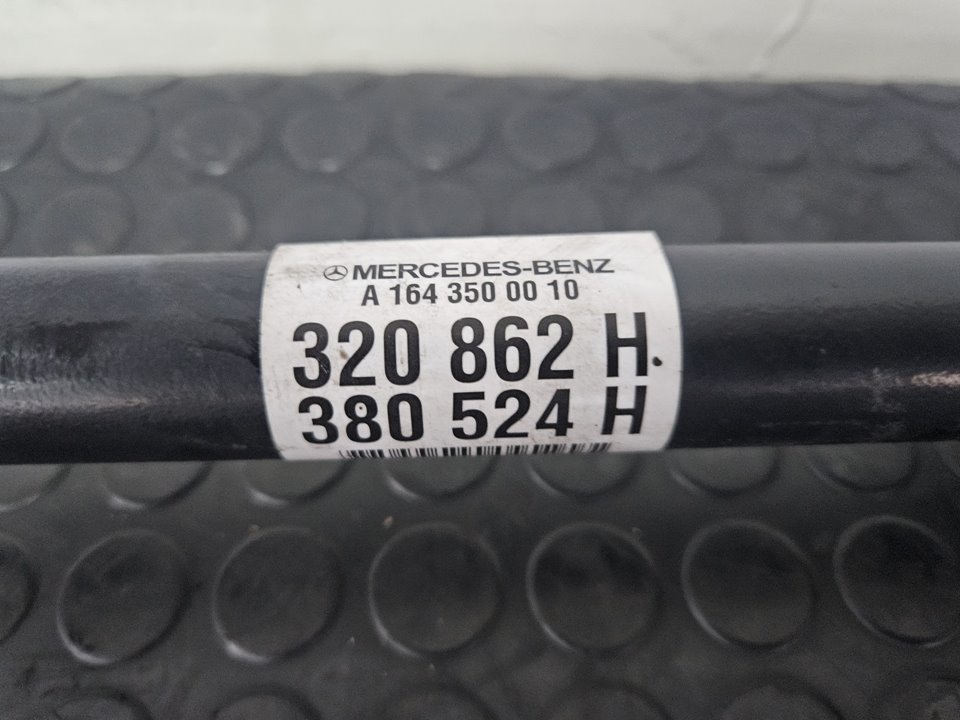 MERCEDES-BENZ
A 164 350 00 10
320 862 H.
380 524 H